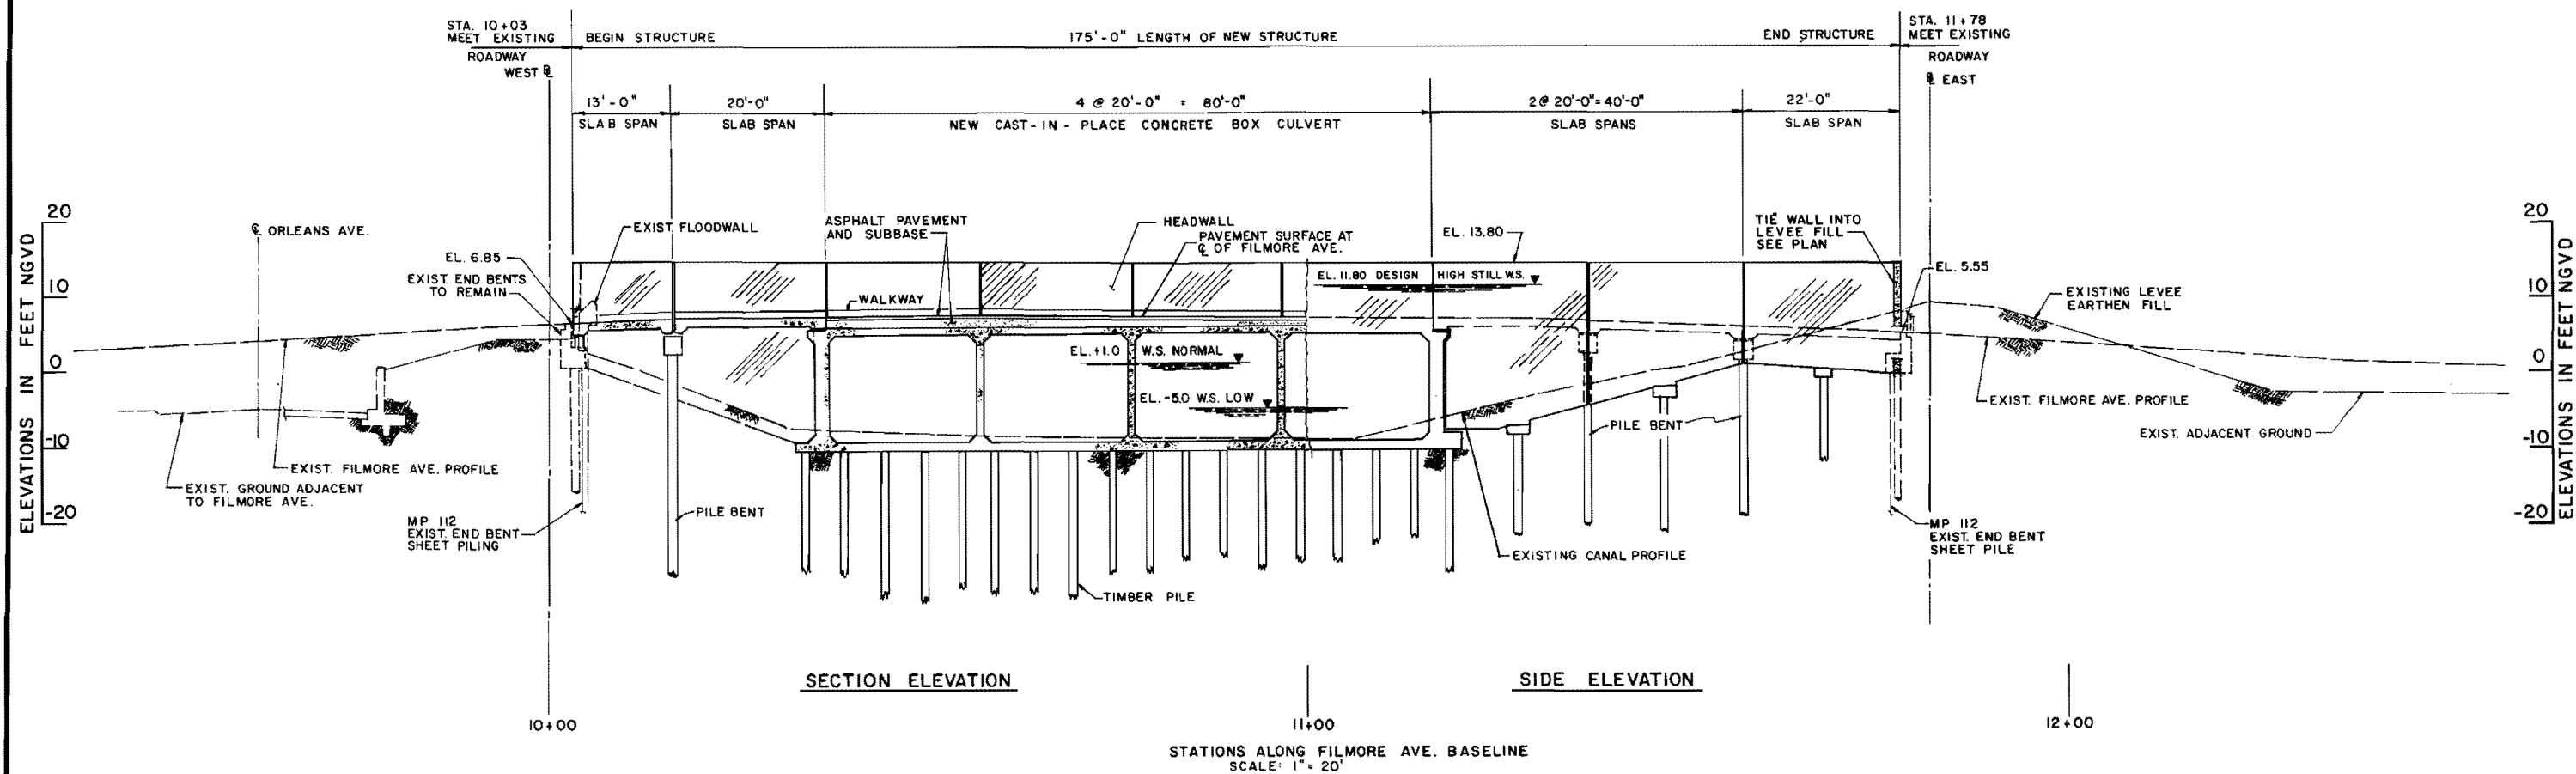 STA. 10+03
MEET EXISTING
ROADWAY
WEST ℄
BEGIN STRUCTURE
175'-0" LENGTH OF NEW STRUCTURE
END STRUCTURE
STA. 11+78
MEET EXISTING
ROADWAY
℄ EAST
13'-0"
SLAB SPAN
20'-0"
SLAB SPAN
4 @ 20'-0" = 80'-0"
NEW CAST-IN-PLACE CONCRETE BOX CULVERT
2 @ 20'-0" = 40'-0"
SLAB SPANS
22'-0"
SLAB SPAN
ELEVATIONS IN FEET NGVD
20
10
0
-10
-20
℄ ORLEANS AVE.
EL. 6.85
EXIST. END BENTS
TO REMAIN
EXIST. FLOODWALL
ASPHALT PAVEMENT
AND SUBBASE
WALKWAY
HEADWALL
PAVEMENT SURFACE AT
℄ OF FILMORE AVE.
EL. 13.80
EL. 11.80 DESIGN HIGH STILL W.S.
TIE WALL INTO
LEVEE FILL
SEE PLAN
EL. 5.55
EXISTING LEVEE
EARTHEN FILL
EL. +1.0 W.S. NORMAL
EL. -5.0 W.S. LOW
EXIST. FILMORE AVE. PROFILE
EXIST. ADJACENT GROUND
PILE BENT
EXIST. FILMORE AVE. PROFILE
EXIST. GROUND ADJACENT
TO FILMORE AVE.
MP 112
EXIST. END BENT
SHEET PILING
PILE BENT
TIMBER PILE
EXISTING CANAL PROFILE
MP 112
EXIST. END BENT
SHEET PILE
20
10
0
-10
-20
ELEVATIONS IN FEET NGVD
SECTION ELEVATION
SIDE ELEVATION
10+00
11+00
12+00
STATIONS ALONG FILMORE AVE. BASELINE
SCALE: 1" = 20'